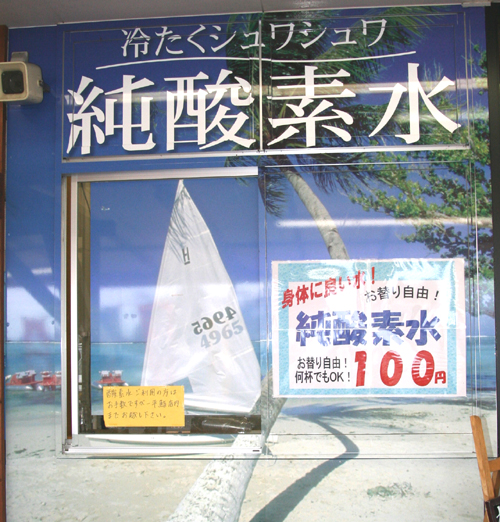 冷たくシュワシュワ
純酸素水
H
4965
4965
身体に良い水！
お替り自由！
純酸素水
お替り自由！
何杯でもOK！
100円